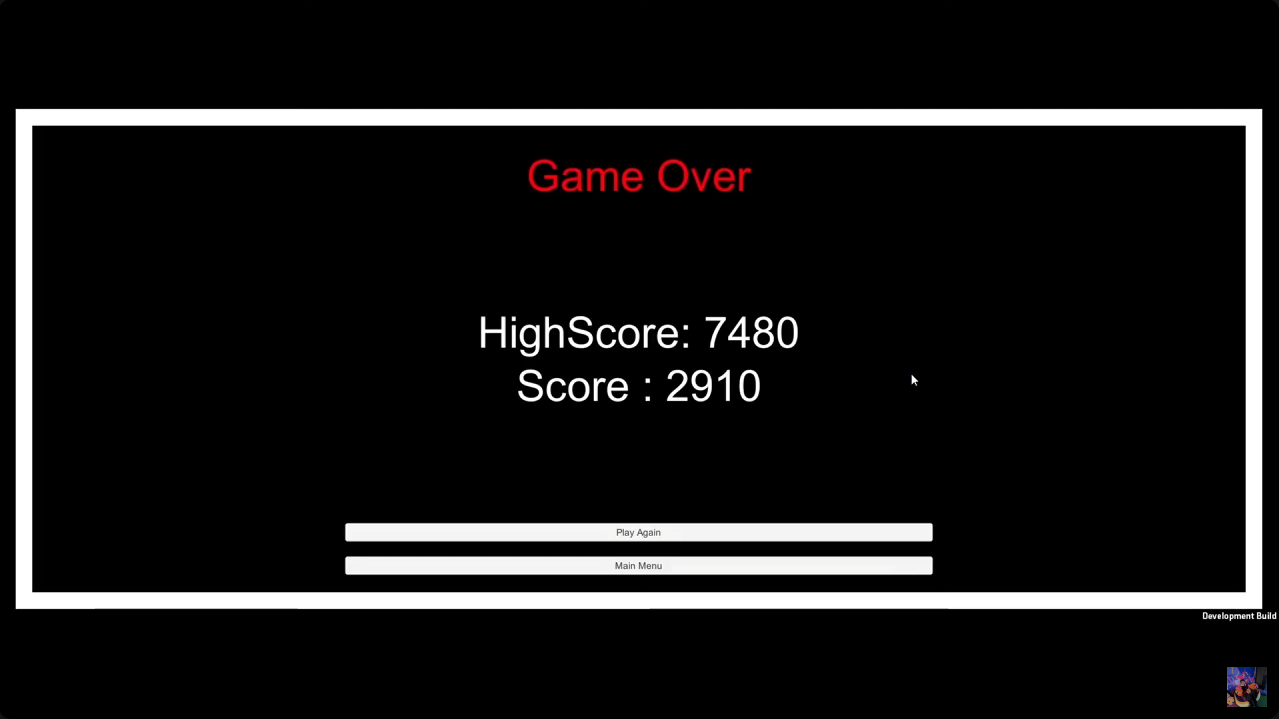 Game Over
HighScore: 7480
Score : 2910
Play Again
Main Menu
Development Build